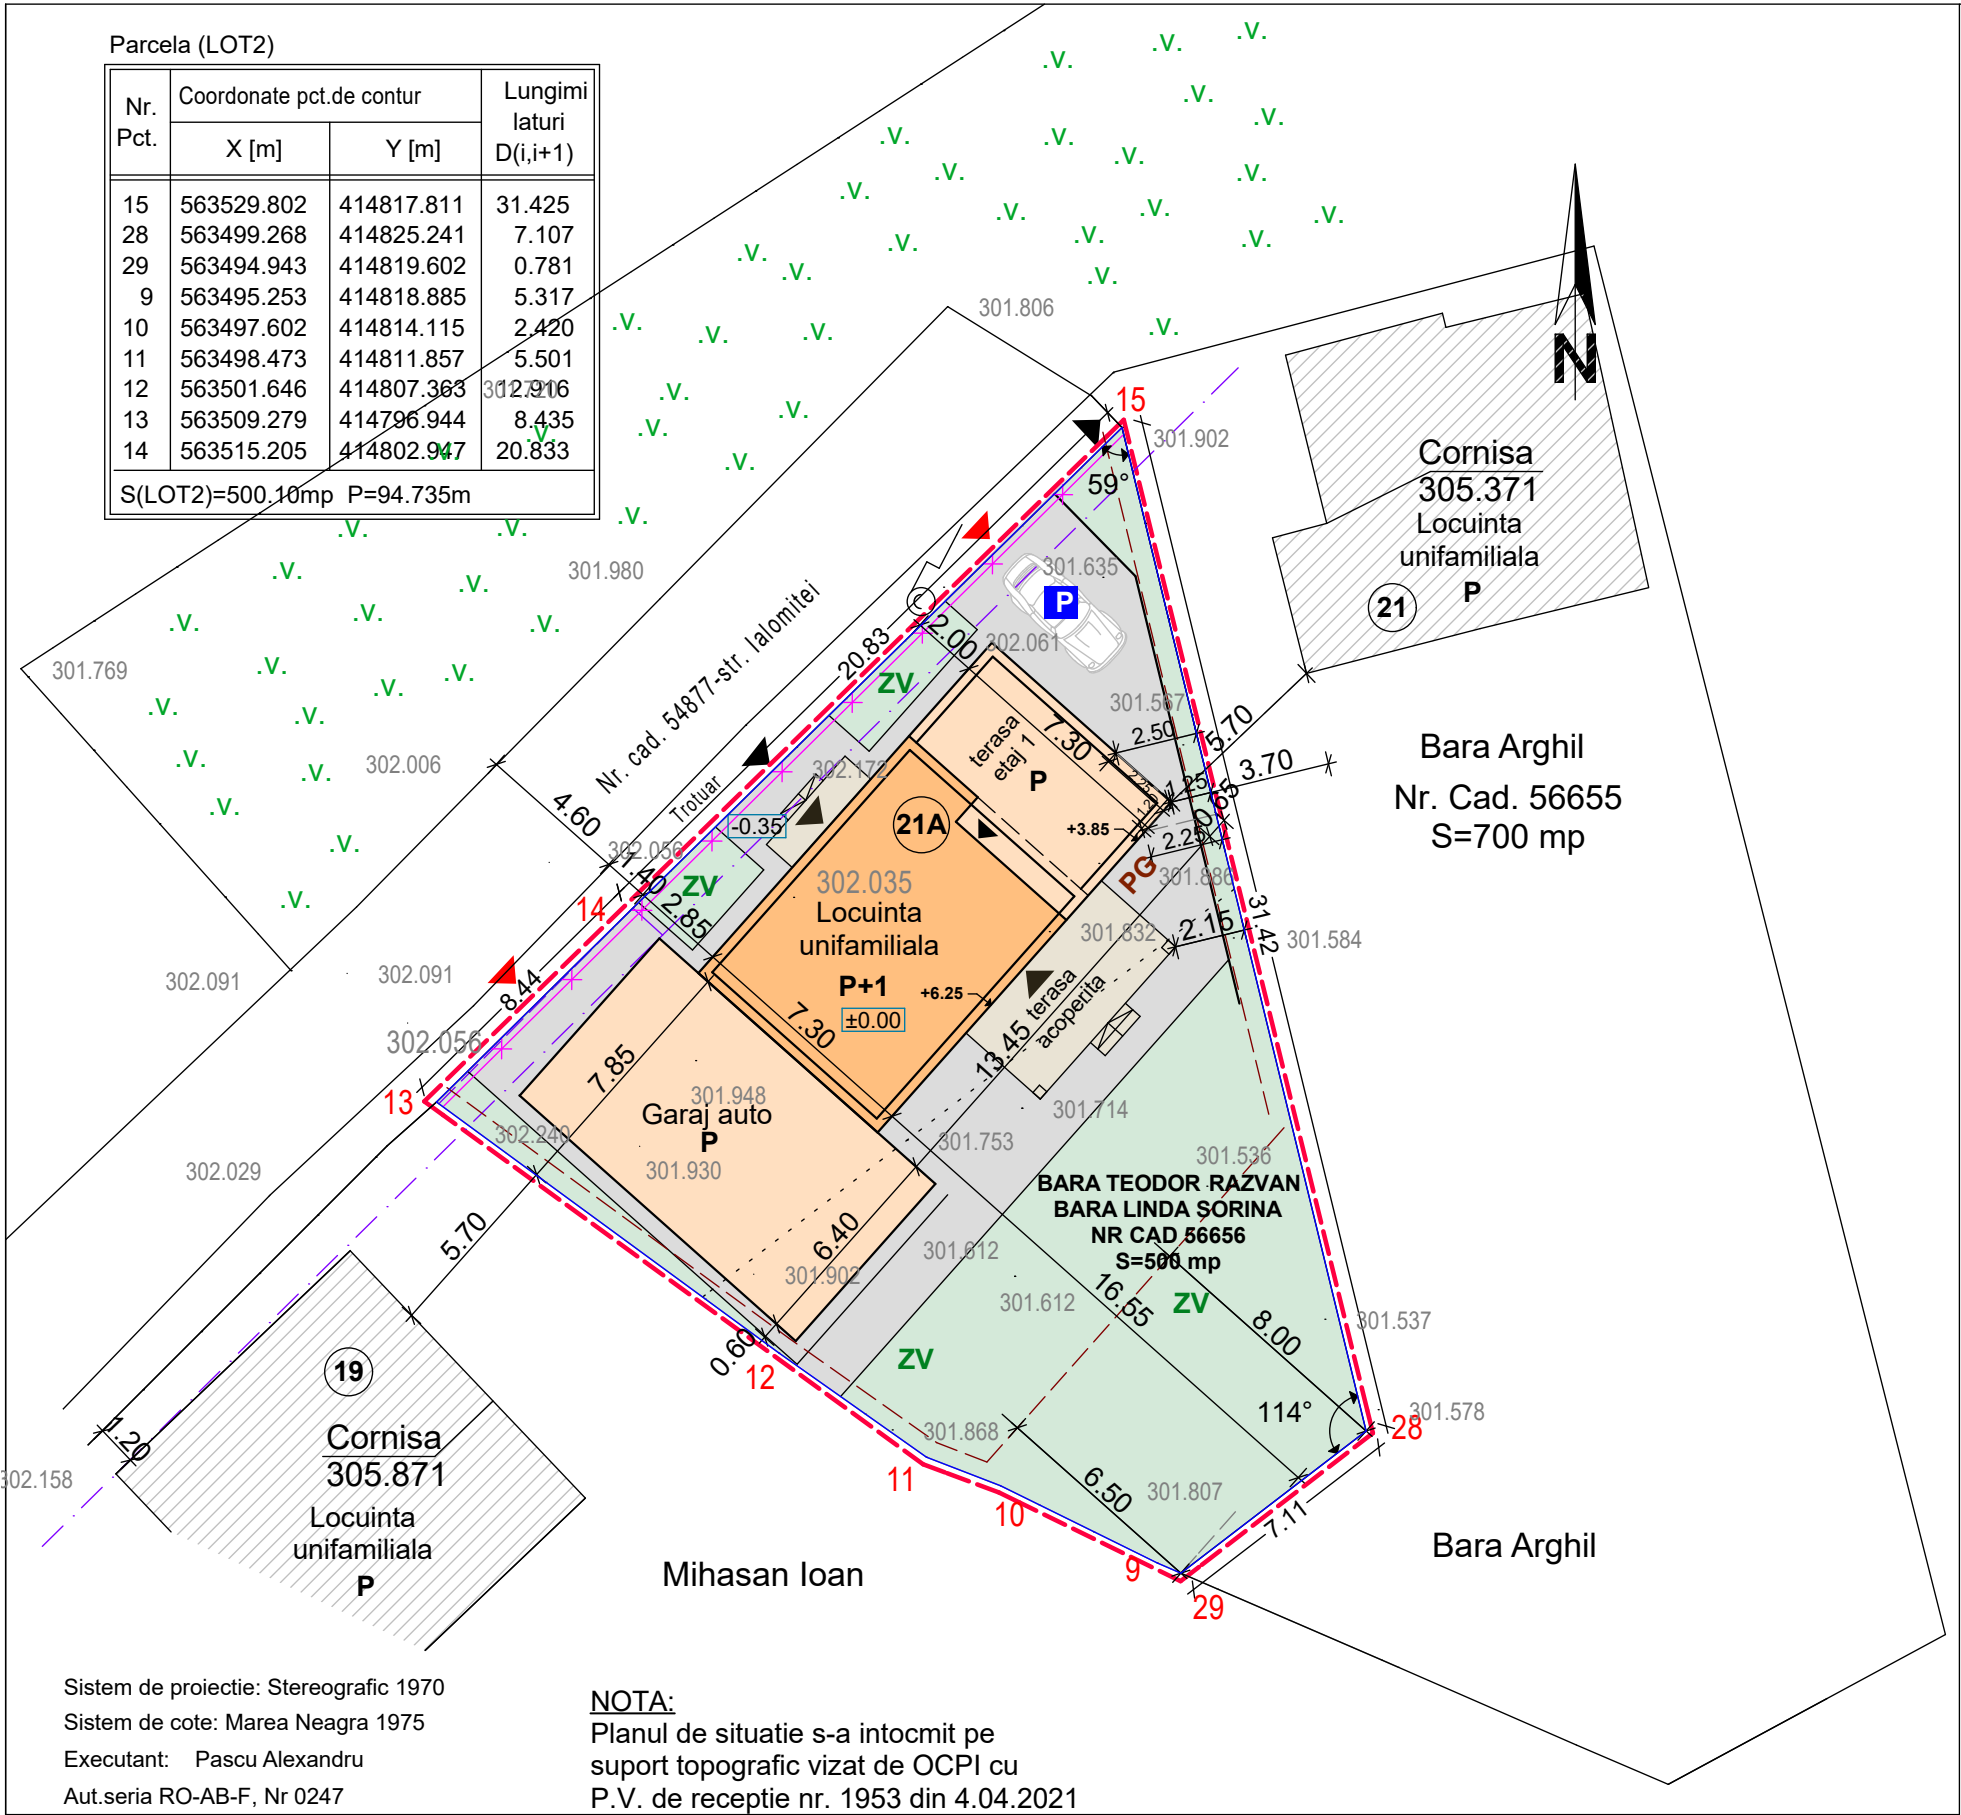 Parcela (LOT2)
Nr. Pct. Coordonate pct.de contur Lungimi laturi D(i,i+1)
X [m] Y [m]
15 563529.802 414817.811 31.425
28 563499.268 414825.241 7.107
29 563494.943 414819.602 0.781
9 563495.253 414818.885 5.317
10 563497.602 414814.115 2.420
11 563498.473 414811.857 5.501
12 563501.646 414807.363 12.916
13 563509.279 414796.944 8.435
14 563515.205 414802.947 20.833
S(LOT2)=500.10mp P=94.735m
301.720
301.806
15
301.902
59°
N
Cornisa
305.371
Locuinta
unifamiliala
P
21
301.980
301.769
302.006
Nr. cad. 54877-str. Ialomitei
Trotuar
20.83
C
2.00
302.061
301.635
P
ZV
301.567
2.50
5.70
3.70
1.25
0.55
2.25
2.25
1.20
terasa
etaj 1
P
7.30
+3.85
PG
301.886
302.172
-0.35
21A
4.60
302.056
1.40
2.85
ZV
14
302.035
Locuinta
unifamiliala
P+1
±0.00
+6.25
7.30
301.832
2.15
31.42
301.584
terasa
acoperita
13.45
Bara Arghil
Nr. Cad. 56655
S=700 mp
302.091
302.091
8.44
302.056
13
302.029
302.240
7.85
301.948
Garaj auto
P
301.930
301.753
301.714
301.536
BARA TEODOR RAZVAN
BARA LINDA SORINA
NR CAD 56656
S=500 mp
5.70
6.40
301.902
301.612
301.612
16.55
ZV
8.00
301.537
0.60
12
ZV
19
Cornisa
305.871
Locuinta
unifamiliala
P
1.20
302.158
301.868
11
10
6.50
301.807
114°
28
301.578
7.11
9
29
Mihasan Ioan
Bara Arghil
Sistem de proiectie: Stereografic 1970
Sistem de cote: Marea Neagra 1975
Executant: Pascu Alexandru
Aut.seria RO-AB-F, Nr 0247
NOTA:
Planul de situatie s-a intocmit pe
suport topografic vizat de OCPI cu
P.V. de receptie nr. 1953 din 4.04.2021